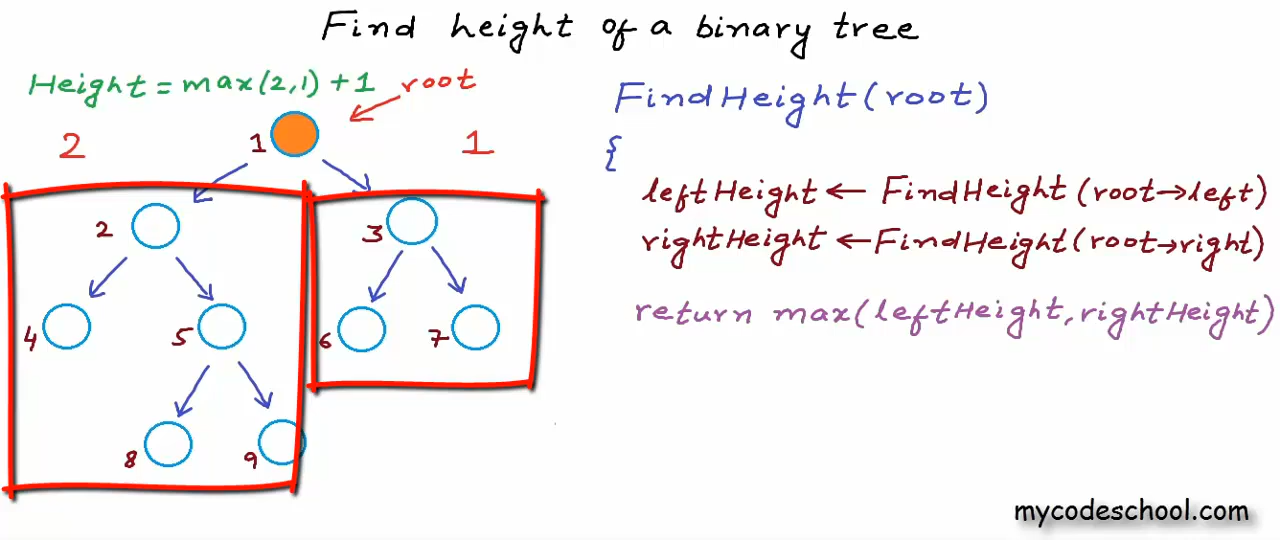 Find height of a binary tree
Height = max(2,1) + 1
root
2
1
1
2
3
4
5
6
7
8
9
FindHeight(root)
{
leftHeight ← FindHeight(root→left)
rightHeight ← FindHeight(root→right)
return max(leftHeight, rightHeight)
mycodeschool.com